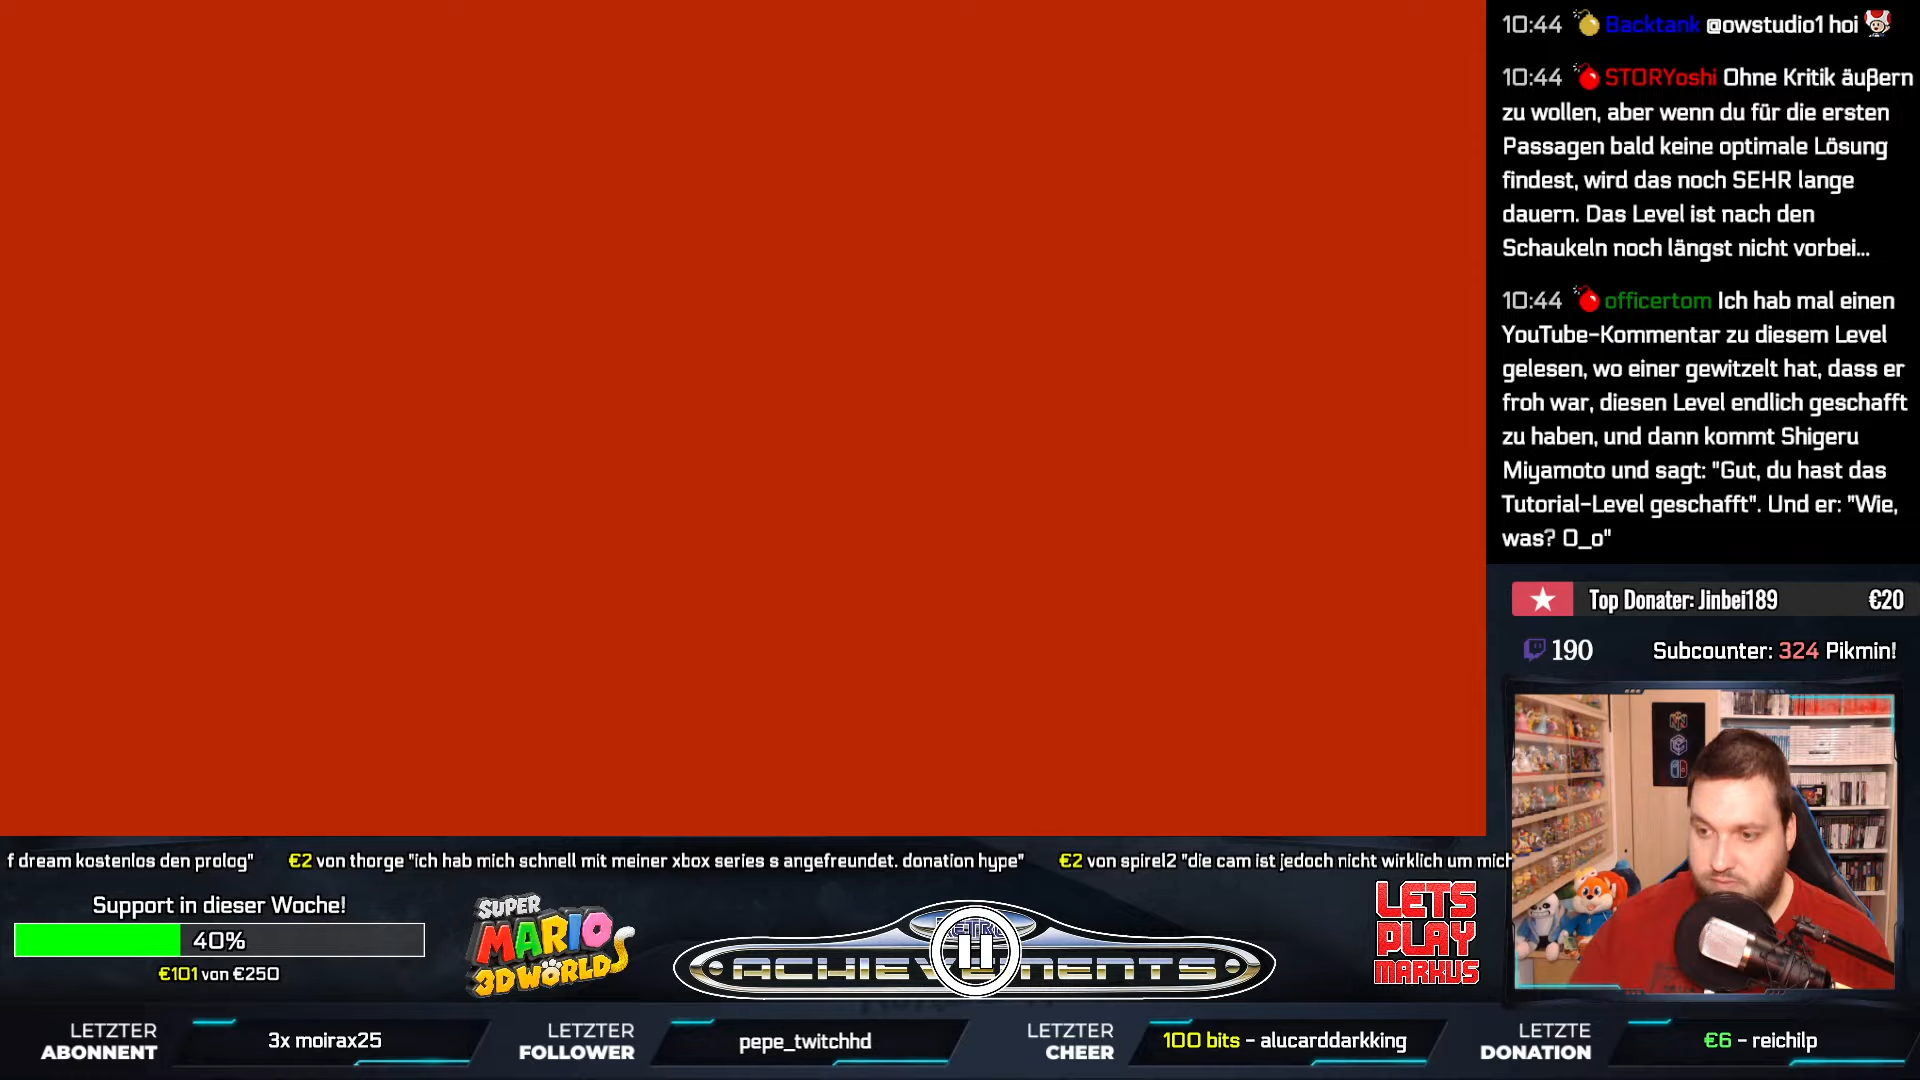 10:44 Backtank @owstudio1 hoi
10:44 STORYoshi Ohne Kritik äußern
zu wollen, aber wenn du für die ersten
Passagen bald keine optimale Lösung
findest, wird das noch SEHR lange
dauern. Das Level ist nach den
Schaukeln noch längst nicht vorbei...
10:44 officertom Ich hab mal einen
YouTube-Kommentar zu diesem Level
gelesen, wo einer gewitzelt hat, dass er
froh war, diesen Level endlich geschafft
zu haben, und dann kommt Shigeru
Miyamoto und sagt: "Gut, du hast das
Tutorial-Level geschafft". Und er: "Wie,
was? O_o"
Top Donater: Jinbei189 €20
190 Subcounter: 324 Pikmin!
f dream kostenlos den prolog" €2 von thorge "ich hab mich schnell mit meiner xbox series s angefreundet. donation hype" €2 von spirel2 "die cam ist jedoch nicht wirklich um mich
Support in dieser Woche!
40%
€101 von €250
SUPER
MARIO
3D WORLD
RETRO
ACHIEVEMENTS
LETS
PLAY
MARKUS
LETZTER
ABONNENT
3x moirax25
LETZTER
FOLLOWER
pepe_twitchhd
LETZTER
CHEER
100 bits - alucarddarkking
LETZTE
DONATION
€6 - reichilp